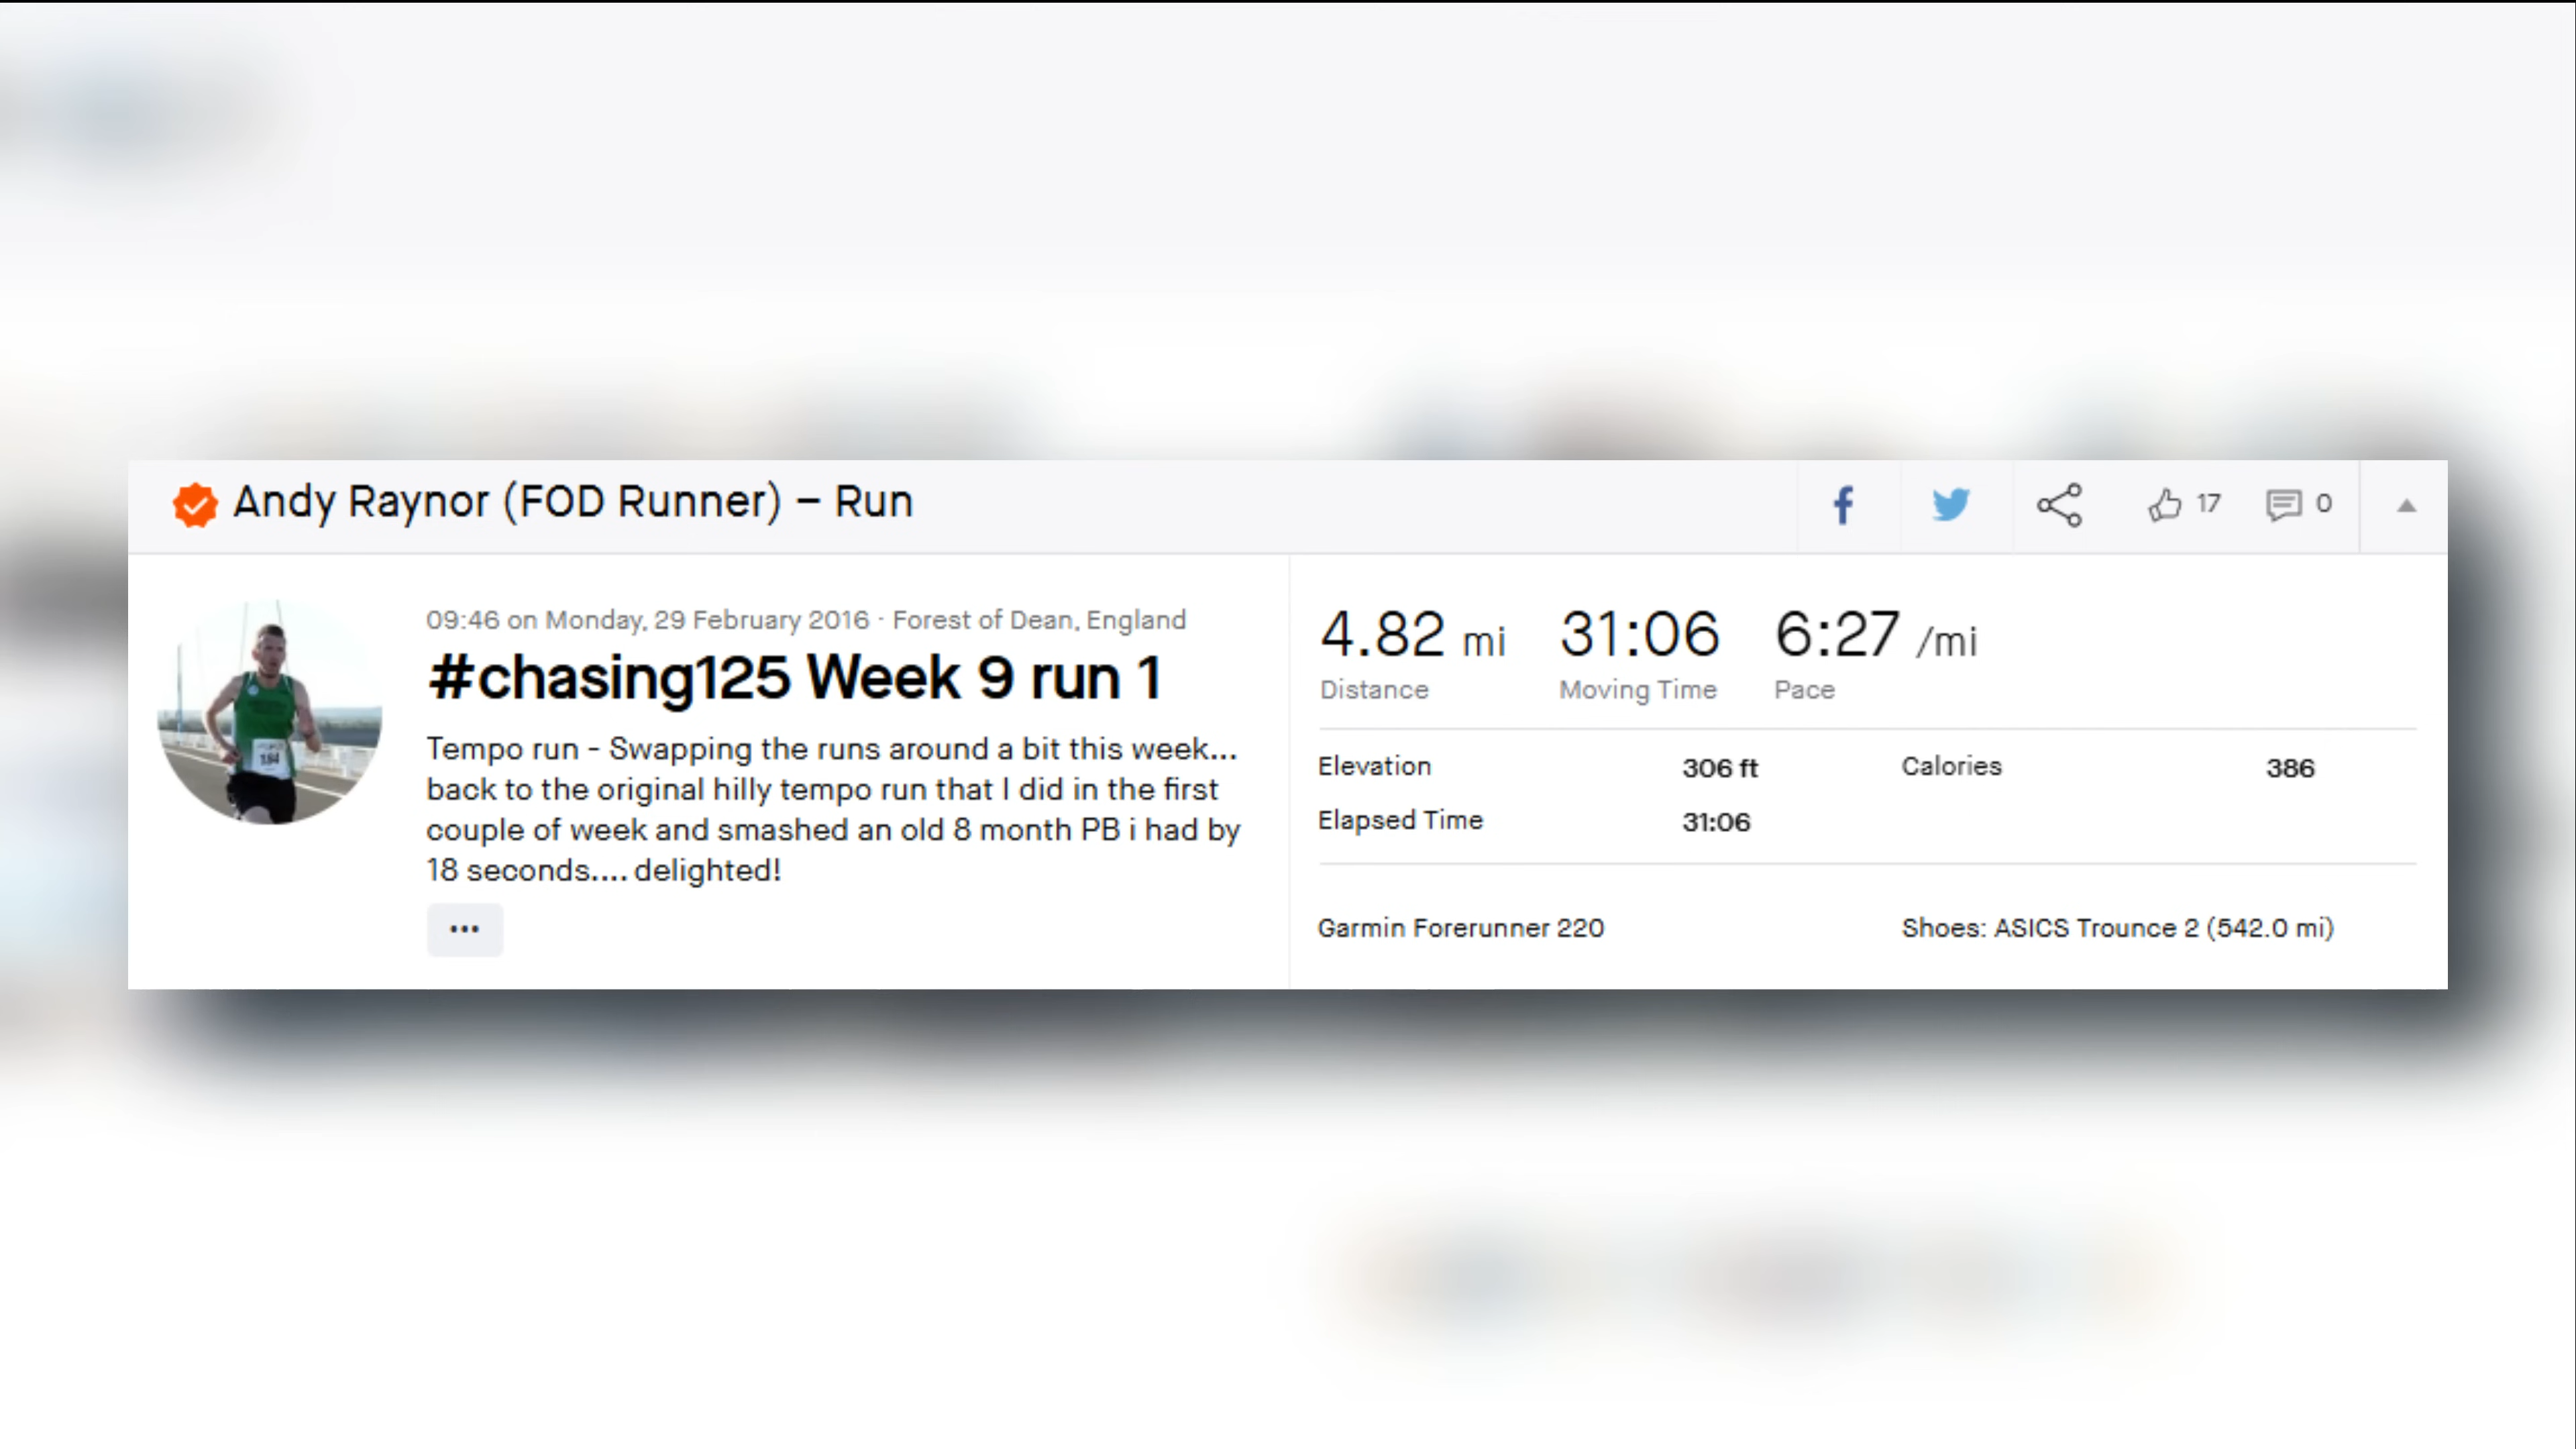 Andy Raynor (FOD Runner) – Run
17
0
09:46 on Monday, 29 February 2016 · Forest of Dean, England
#chasing125 Week 9 run 1
Tempo run - Swapping the runs around a bit this week...
back to the original hilly tempo run that I did in the first
couple of week and smashed an old 8 month PB i had by
18 seconds.... delighted!
4.82 mi 31:06 6:27 /mi
Distance Moving Time Pace
Elevation 306 ft Calories 386
Elapsed Time 31:06
Garmin Forerunner 220 Shoes: ASICS Trounce 2 (542.0 mi)